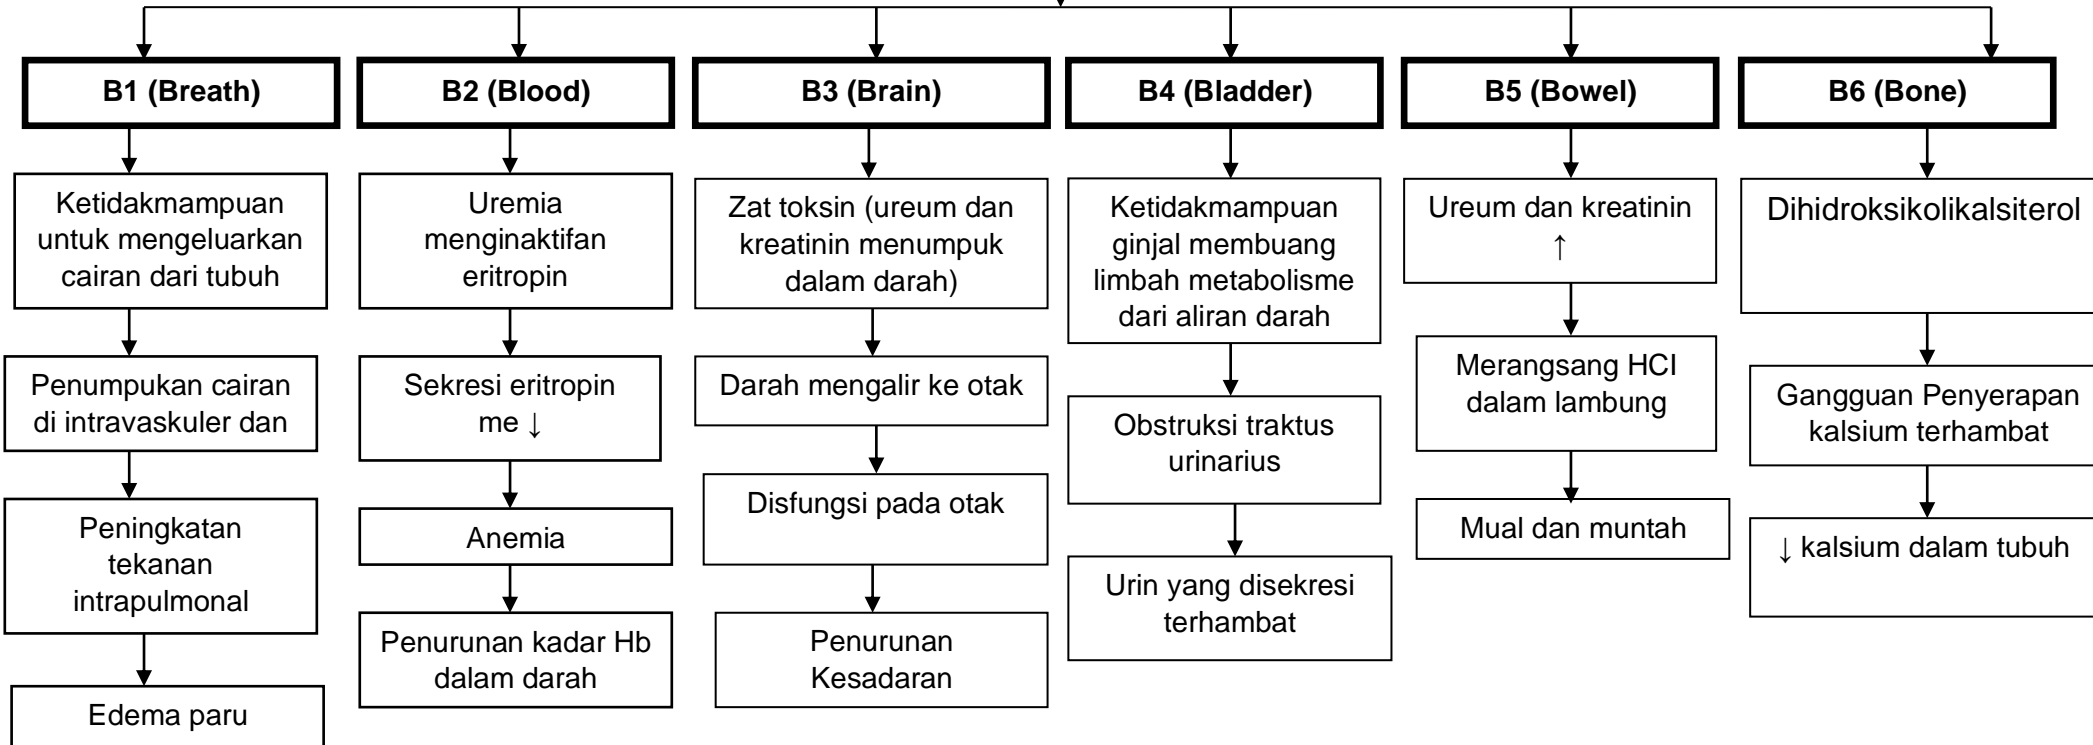 B1 (Breath)
Ketidakmampuan
untuk mengeluarkan
cairan dari tubuh
Penumpukan cairan
di intravaskuler dan
Peningkatan
tekanan
intrapulmonal
Edema paru
B2 (Blood)
Uremia
menginaktifan
eritropin
Sekresi eritropin
me ↓
Anemia
Penurunan kadar Hb
dalam darah
B3 (Brain)
Zat toksin (ureum dan
kreatinin menumpuk
dalam darah)
Darah mengalir ke otak
Disfungsi pada otak
Penurunan
Kesadaran
B4 (Bladder)
Ketidakmampuan
ginjal membuang
limbah metabolisme
dari aliran darah
Obstruksi traktus
urinarius
Urin yang disekresi
terhambat
B5 (Bowel)
Ureum dan kreatinin
↑
Merangsang HCI
dalam lambung
Mual dan muntah
B6 (Bone)
Dihidroksikolikalsiterol
Gangguan Penyerapan
kalsium terhambat
↓ kalsium dalam tubuh